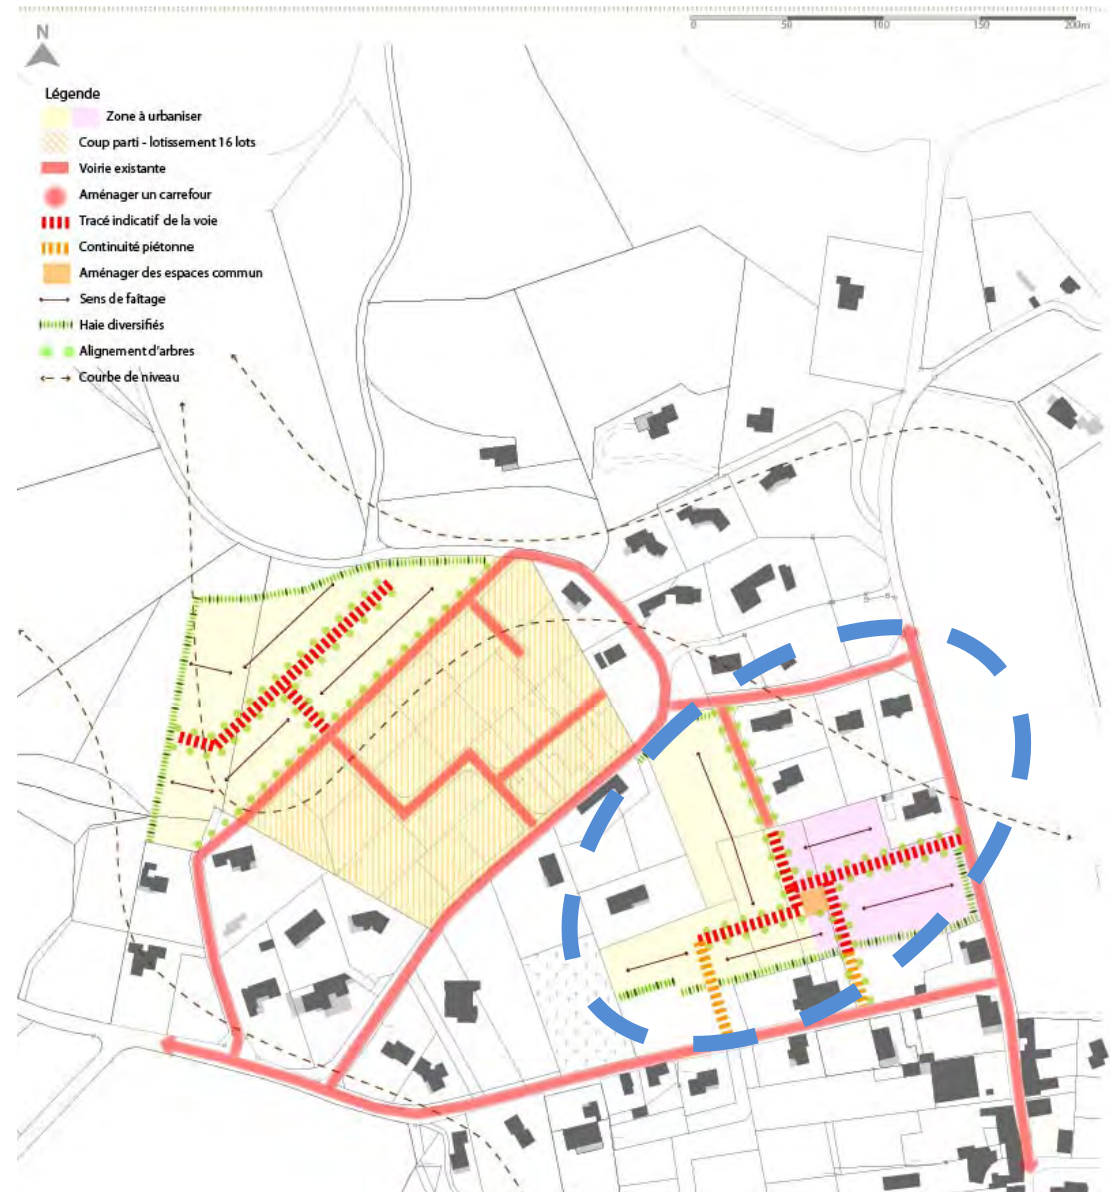 0 50 100 150 200m
N
Légende
Zone à urbaniser
Coup parti - lotissement 16 lots
Voirie existante
Aménager un carrefour
Tracé indicatif de la voie
Continuité piétonne
Aménager des espaces commun
Sens de faîtage
Haie diversifiés
Alignement d'arbres
Courbe de niveau